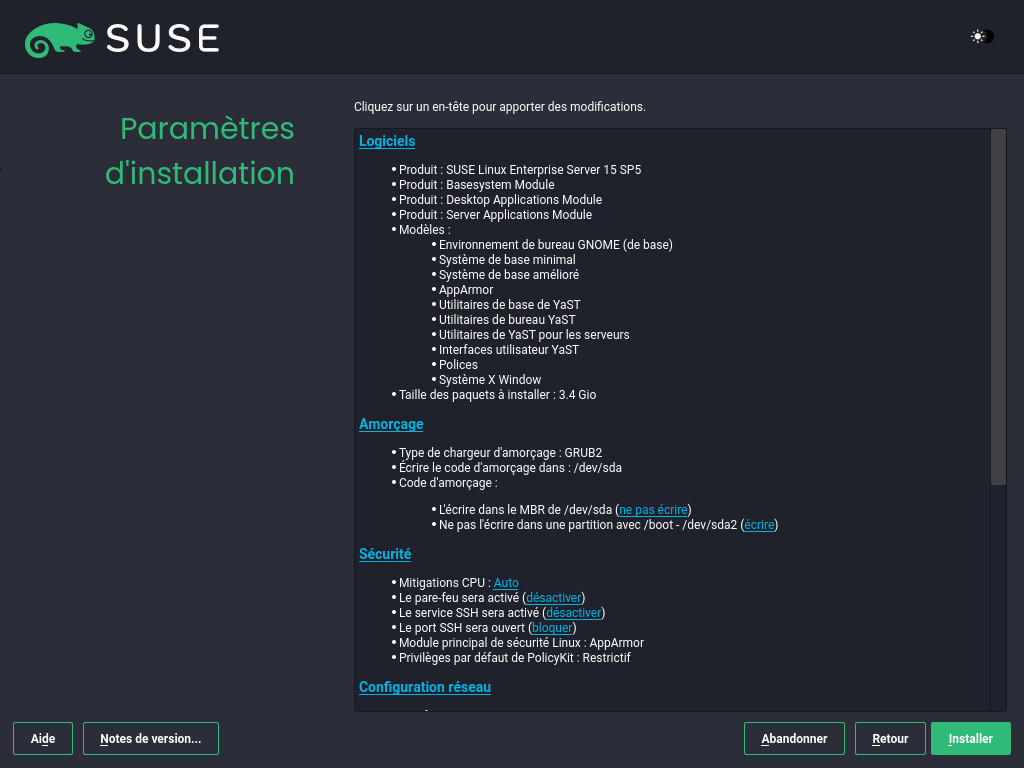 SUSE
Paramètres
d'installation
Cliquez sur un en-tête pour apporter des modifications.
Logiciels
• Produit : SUSE Linux Enterprise Server 15 SP5
• Produit : Basesystem Module
• Produit : Desktop Applications Module
• Produit : Server Applications Module
• Modèles :
• Environnement de bureau GNOME (de base)
• Système de base minimal
• Système de base amélioré
• AppArmor
• Utilitaires de base de YaST
• Utilitaires de bureau YaST
• Utilitaires de YaST pour les serveurs
• Interfaces utilisateur YaST
• Polices
• Système X Window
• Taille des paquets à installer : 3.4 Gio
Amorçage
• Type de chargeur d'amorçage : GRUB2
• Écrire le code d'amorçage dans : /dev/sda
• Code d'amorçage :
• L'écrire dans le MBR de /dev/sda (ne pas écrire)
• Ne pas l'écrire dans une partition avec /boot - /dev/sda2 (écrire)
Sécurité
• Mitigations CPU : Auto
• Le pare-feu sera activé (désactiver)
• Le service SSH sera activé (désactiver)
• Le port SSH sera ouvert (bloquer)
• Module principal de sécurité Linux : AppArmor
• Privilèges par défaut de PolicyKit : Restrictif
Configuration réseau
Aide
Notes de version...
Abandonner
Retour
Installer